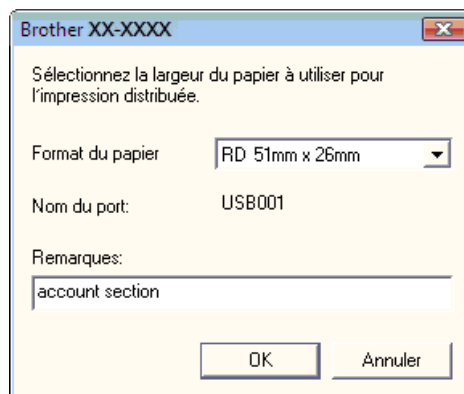 Brother XX-XXXX
Sélectionnez la largeur du papier à utiliser pour
l'impression distribuée.
Format du papier RD 51mm x 26mm
Nom du port: USB001
Remarques:
account section
OK Annuler